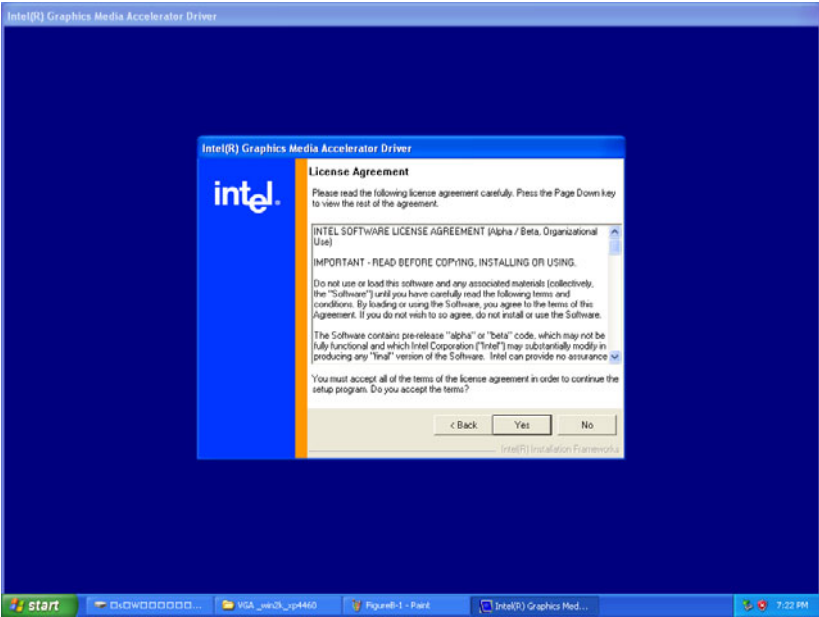 Intel(R) Graphics Media Accelerator Driver
Intel(R) Graphics Media Accelerator Driver
intel.
License Agreement
Please read the following license agreement carefully. Press the Page Down key
to view the rest of the agreement.
INTEL SOFTWARE LICENSE AGREEMENT (Alpha / Beta, Organizational
Use)
IMPORTANT - READ BEFORE COPYING, INSTALLING OR USING.
Do not use or load this software and any associated materials (collectively,
the "Software") until you have carefully read the following terms and
conditions. By loading or using the Software, you agree to the terms of this
Agreement. If you do not wish to so agree, do not install or use the Software.
The Software contains pre-release "alpha" or "beta" code, which may not be
fully functional and which Intel Corporation ("Intel") may substantially modify in
producing any "final" version of the Software. Intel can provide no assurance
You must accept all of the terms of the license agreement in order to continue the
setup program. Do you accept the terms?
< Back Yes No
Intel(R) Installation Frameworks
start VGA_win2k_xp4460 FigureB-1 - Paint Intel(R) Graphics Med... 7:22 PM